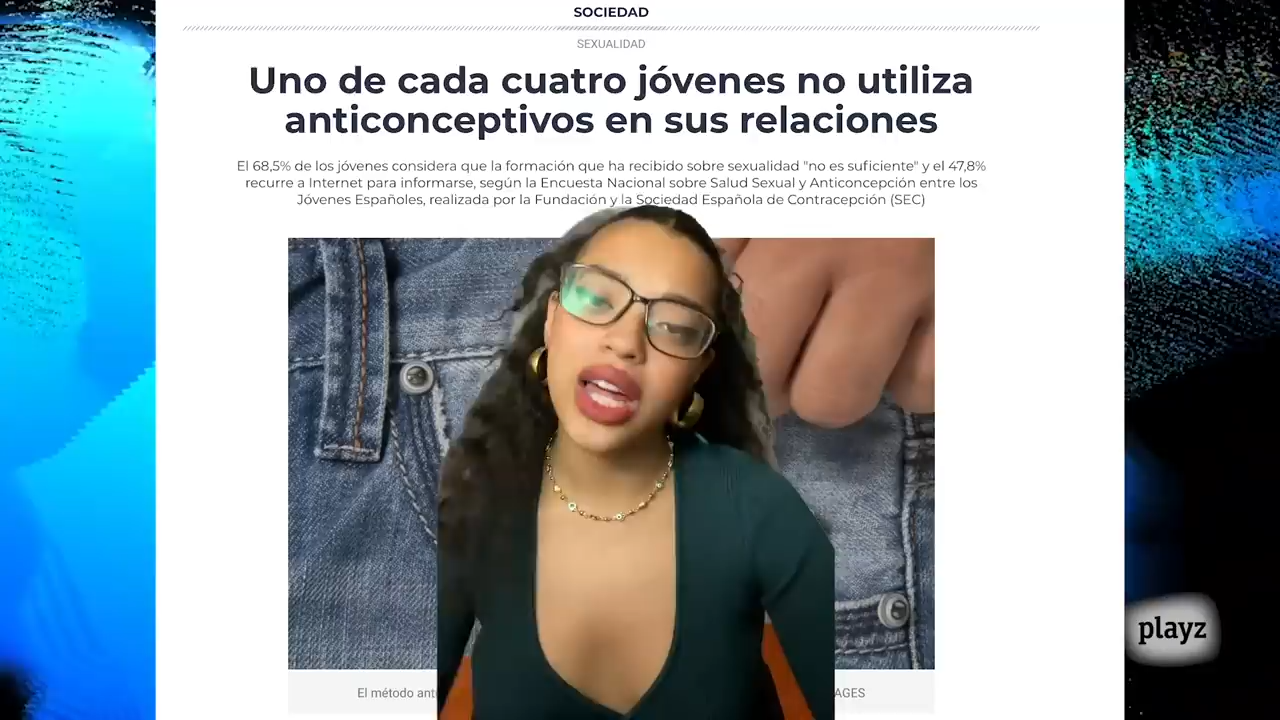 SOCIEDAD
SEXUALIDAD
Uno de cada cuatro jóvenes no utiliza
anticonceptivos en sus relaciones
El 68,5% de los jóvenes considera que la formación que ha recibido sobre sexualidad "no es suficiente" y el 47,8%
recurre a Internet para informarse, según la Encuesta Nacional sobre Salud Sexual y Anticoncepción entre los
Jóvenes Españoles, realizada por la Fundación y la Sociedad Española de Contracepción (SEC)
playz
El método